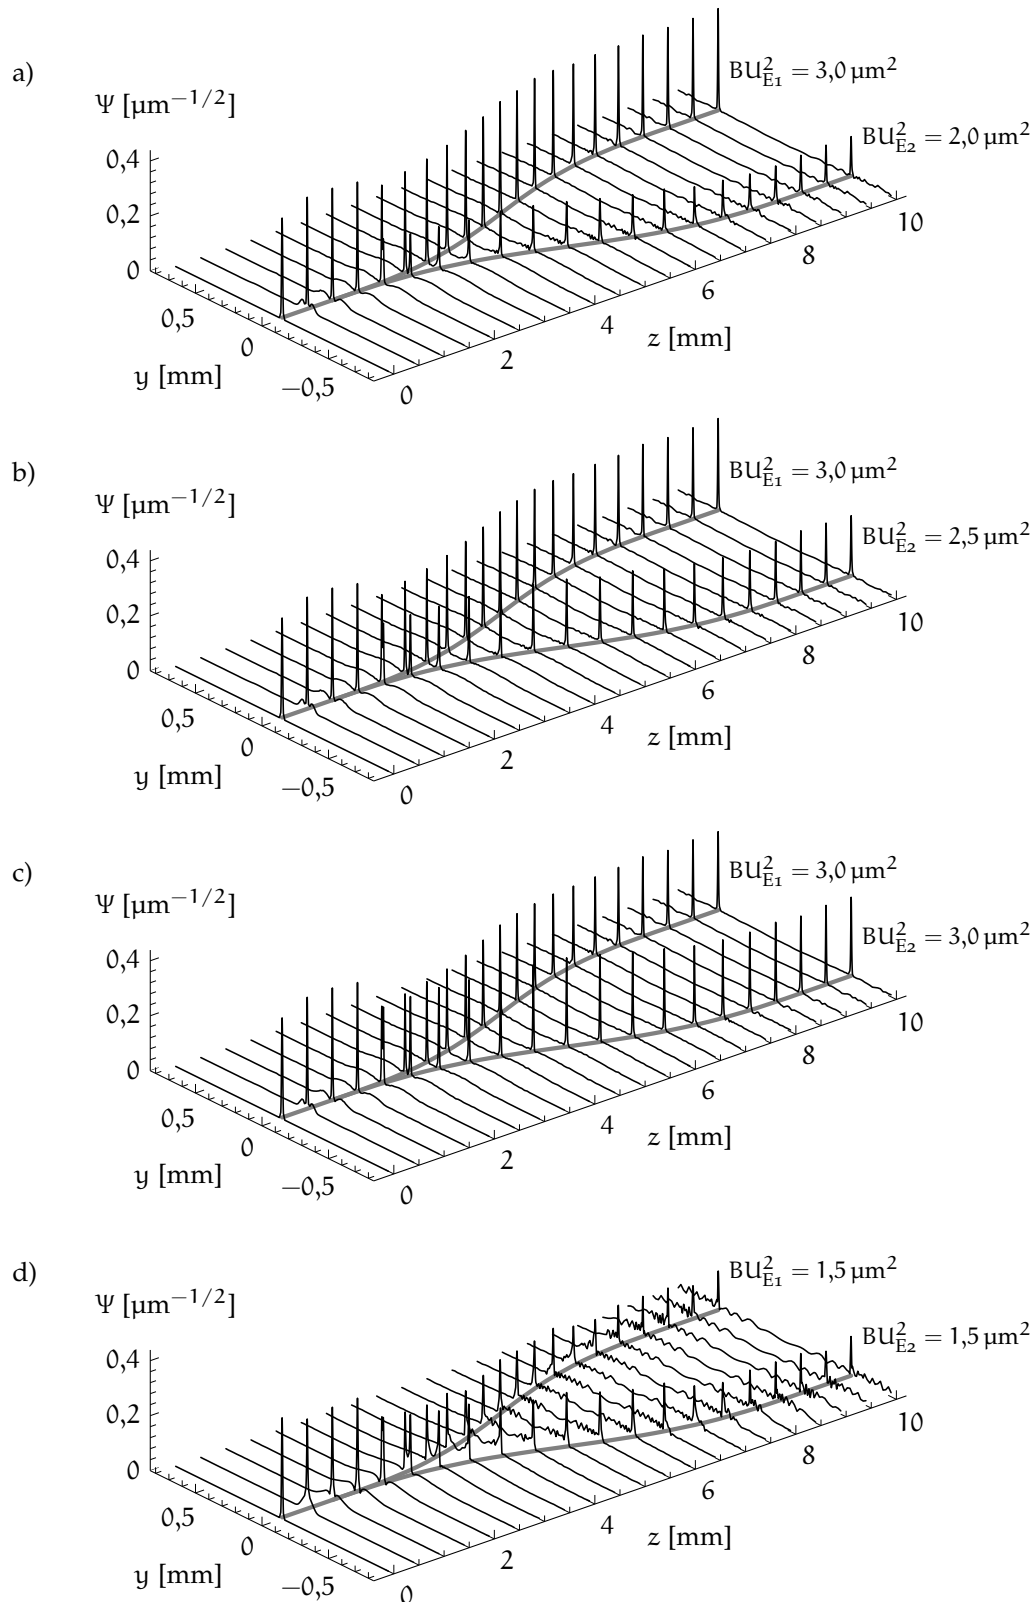 a)
Ψ [µm⁻¹/²]
BU²E1 = 3,0 µm²
BU²E2 = 2,0 µm²
0,4
0,2
0
0,5
0
−0,5
y [mm]
0
2
4
6
8
10
z [mm]
b)
Ψ [µm⁻¹/²]
BU²E1 = 3,0 µm²
BU²E2 = 2,5 µm²
0,4
0,2
0
0,5
0
−0,5
y [mm]
0
2
4
6
8
10
z [mm]
c)
Ψ [µm⁻¹/²]
BU²E1 = 3,0 µm²
BU²E2 = 3,0 µm²
0,4
0,2
0
0,5
0
−0,5
y [mm]
0
2
4
6
8
10
z [mm]
d)
Ψ [µm⁻¹/²]
BU²E1 = 1,5 µm²
BU²E2 = 1,5 µm²
0,4
0,2
0
0,5
0
−0,5
y [mm]
0
2
4
6
8
10
z [mm]